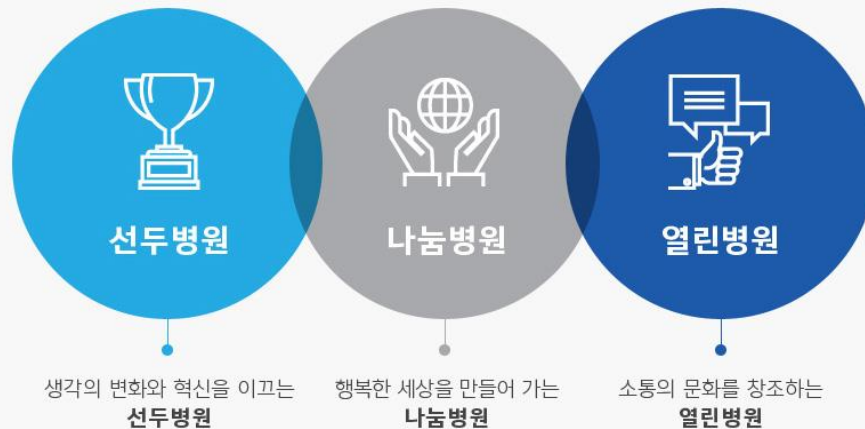 선두병원
나눔병원
열린병원
생각의 변화와 혁신을 이끄는
선두병원
행복한 세상을 만들어 가는
나눔병원
소통의 문화를 창조하는
열린병원